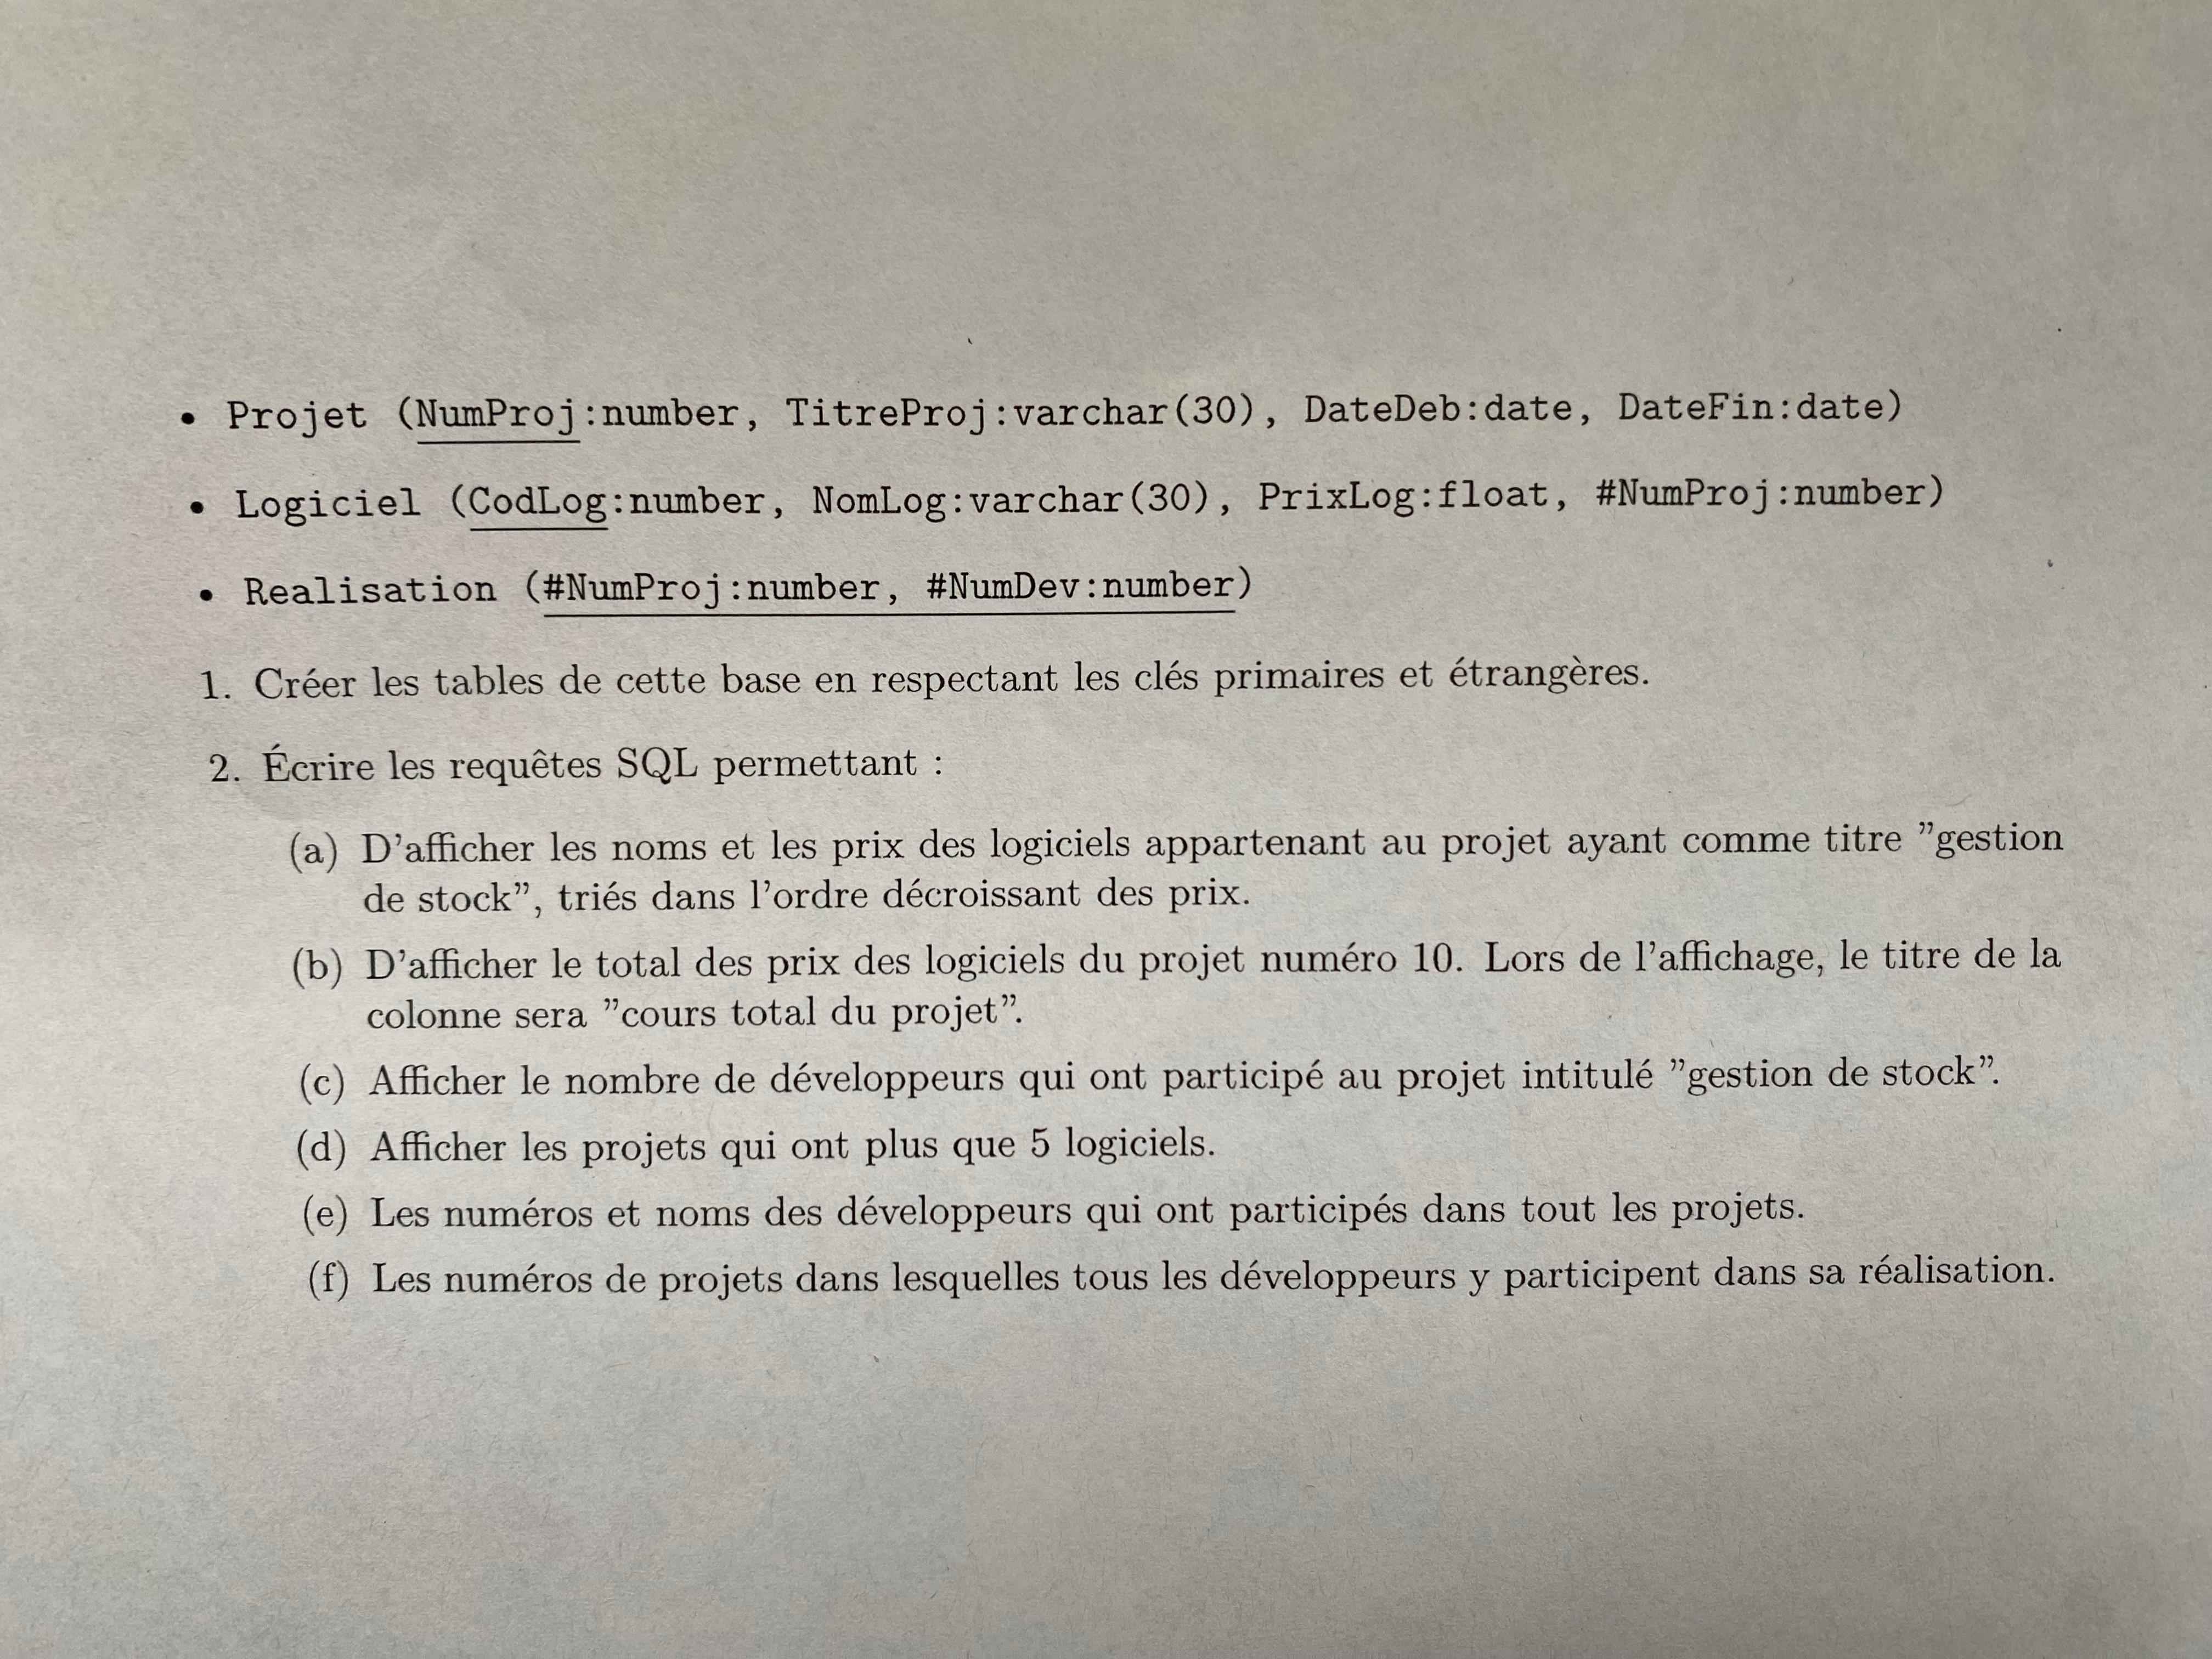 • Projet (NumProj:number, TitreProj:varchar(30), DateDeb:date, DateFin:date)
• Logiciel (CodLog:number, NomLog:varchar(30), PrixLog:float, #NumProj:number)
• Realisation (#NumProj:number, #NumDev:number)
1. Créer les tables de cette base en respectant les clés primaires et étrangères.
2. Écrire les requêtes SQL permettant :
(a) D'afficher les noms et les prix des logiciels appartenant au projet ayant comme titre ”gestion
de stock”, triés dans l'ordre décroissant des prix.
(b) D'afficher le total des prix des logiciels du projet numéro 10. Lors de l'affichage, le titre de la
colonne sera ”cours total du projet”.
(c) Afficher le nombre de développeurs qui ont participé au projet intitulé ”gestion de stock”.
(d) Afficher les projets qui ont plus que 5 logiciels.
(e) Les numéros et noms des développeurs qui ont participés dans tout les projets.
(f) Les numéros de projets dans lesquelles tous les développeurs y participent dans sa réalisation.